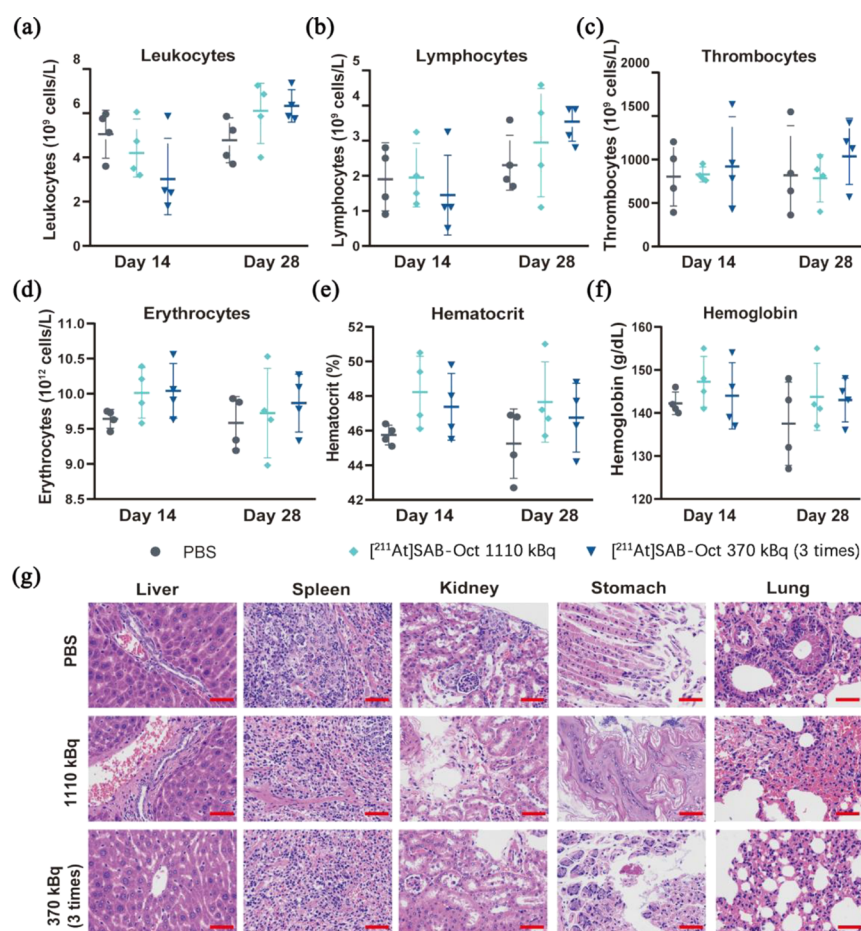 (a)
Leukocytes
Leukocytes (10⁹ cells/L)
8
6
4
2
0
Day 14
Day 28
(b)
Lymphocytes
Lymphocytes (10⁹ cells/L)
5
4
3
2
1
0
Day 14
Day 28
(c)
Thrombocytes
Thrombocytes (10⁹ cells/L)
2000
1500
1000
500
0
Day 14
Day 28
(d)
Erythrocytes
Erythrocytes (10¹² cells/L)
11.0
10.5
10.0
9.5
9.0
8.5
Day 14
Day 28
(e)
Hematocrit
Hematocrit (%)
52
50
48
46
44
42
Day 14
Day 28
(f)
Hemoglobin
Hemoglobin (g/dL)
160
150
140
130
120
Day 14
Day 28
PBS
[²¹¹At]SAB-Oct 1110 kBq
[²¹¹At]SAB-Oct 370 kBq (3 times)
(g)
Liver
Spleen
Kidney
Stomach
Lung
PBS
1110 kBq
370 kBq
(3 times)